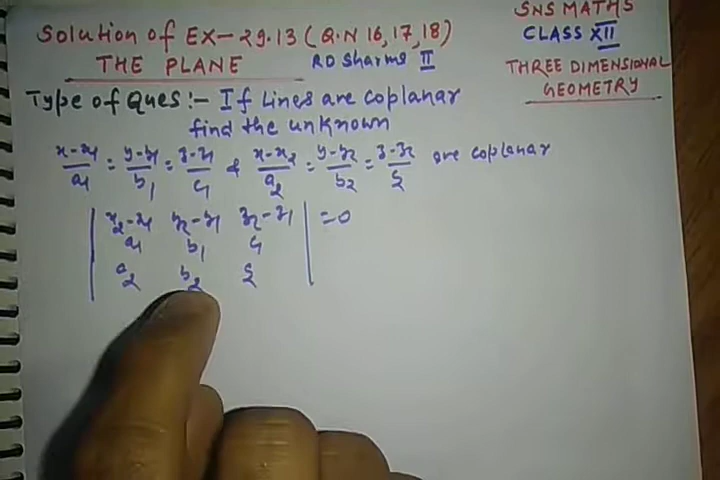 Solution of EX-29.13 (Q.N 16,17,18)
THE PLANE
RD Sharma II
SNS MATHS
CLASS XII
THREE DIMENSIONAL
GEOMETRY
Type of Ques :- If Lines are coplanar
find the unknown
x-x₁/a₁ = y-y₁/b₁ = z-z₁/c₁ & x-x₂/a₂ = y-y₂/b₂ = z-z₂/c₂ are coplanar
| x₂-x₁ y₂-y₁ z₂-z₁ | =0
a₁ b₁ c₁
a₂ b₂ c₂